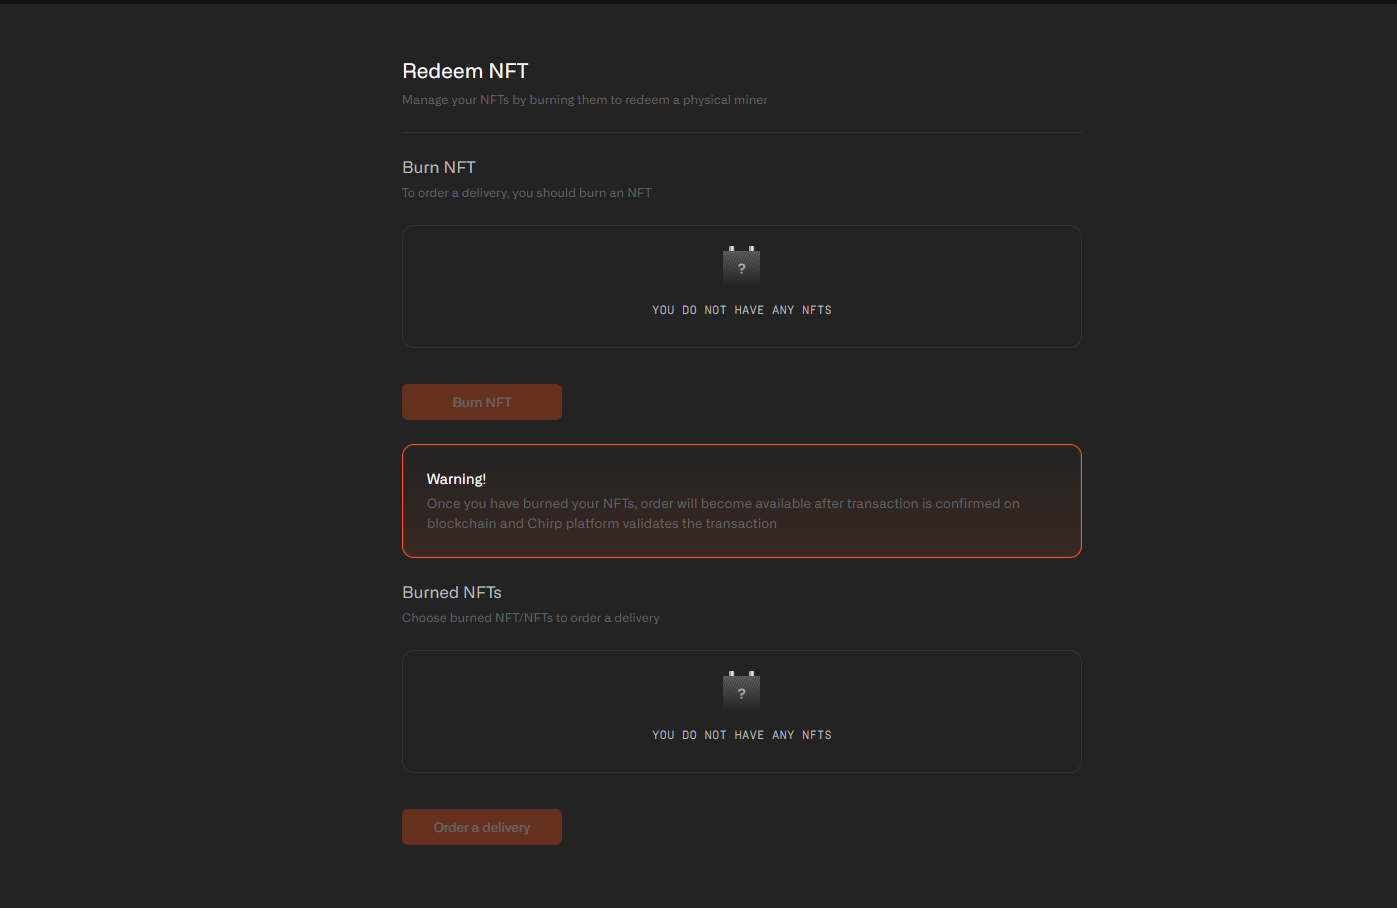 Redeem NFT
Manage your NFTs by burning them to redeem a physical miner
Burn NFT
To order a delivery, you should burn an NFT
?
YOU DO NOT HAVE ANY NFTS
Burn NFT
Warning!
Once you have burned your NFTs, order will become available after transaction is confirmed on
blockchain and Chirp platform validates the transaction
Burned NFTs
Choose burned NFT/NFTs to order a delivery
?
YOU DO NOT HAVE ANY NFTS
Order a delivery